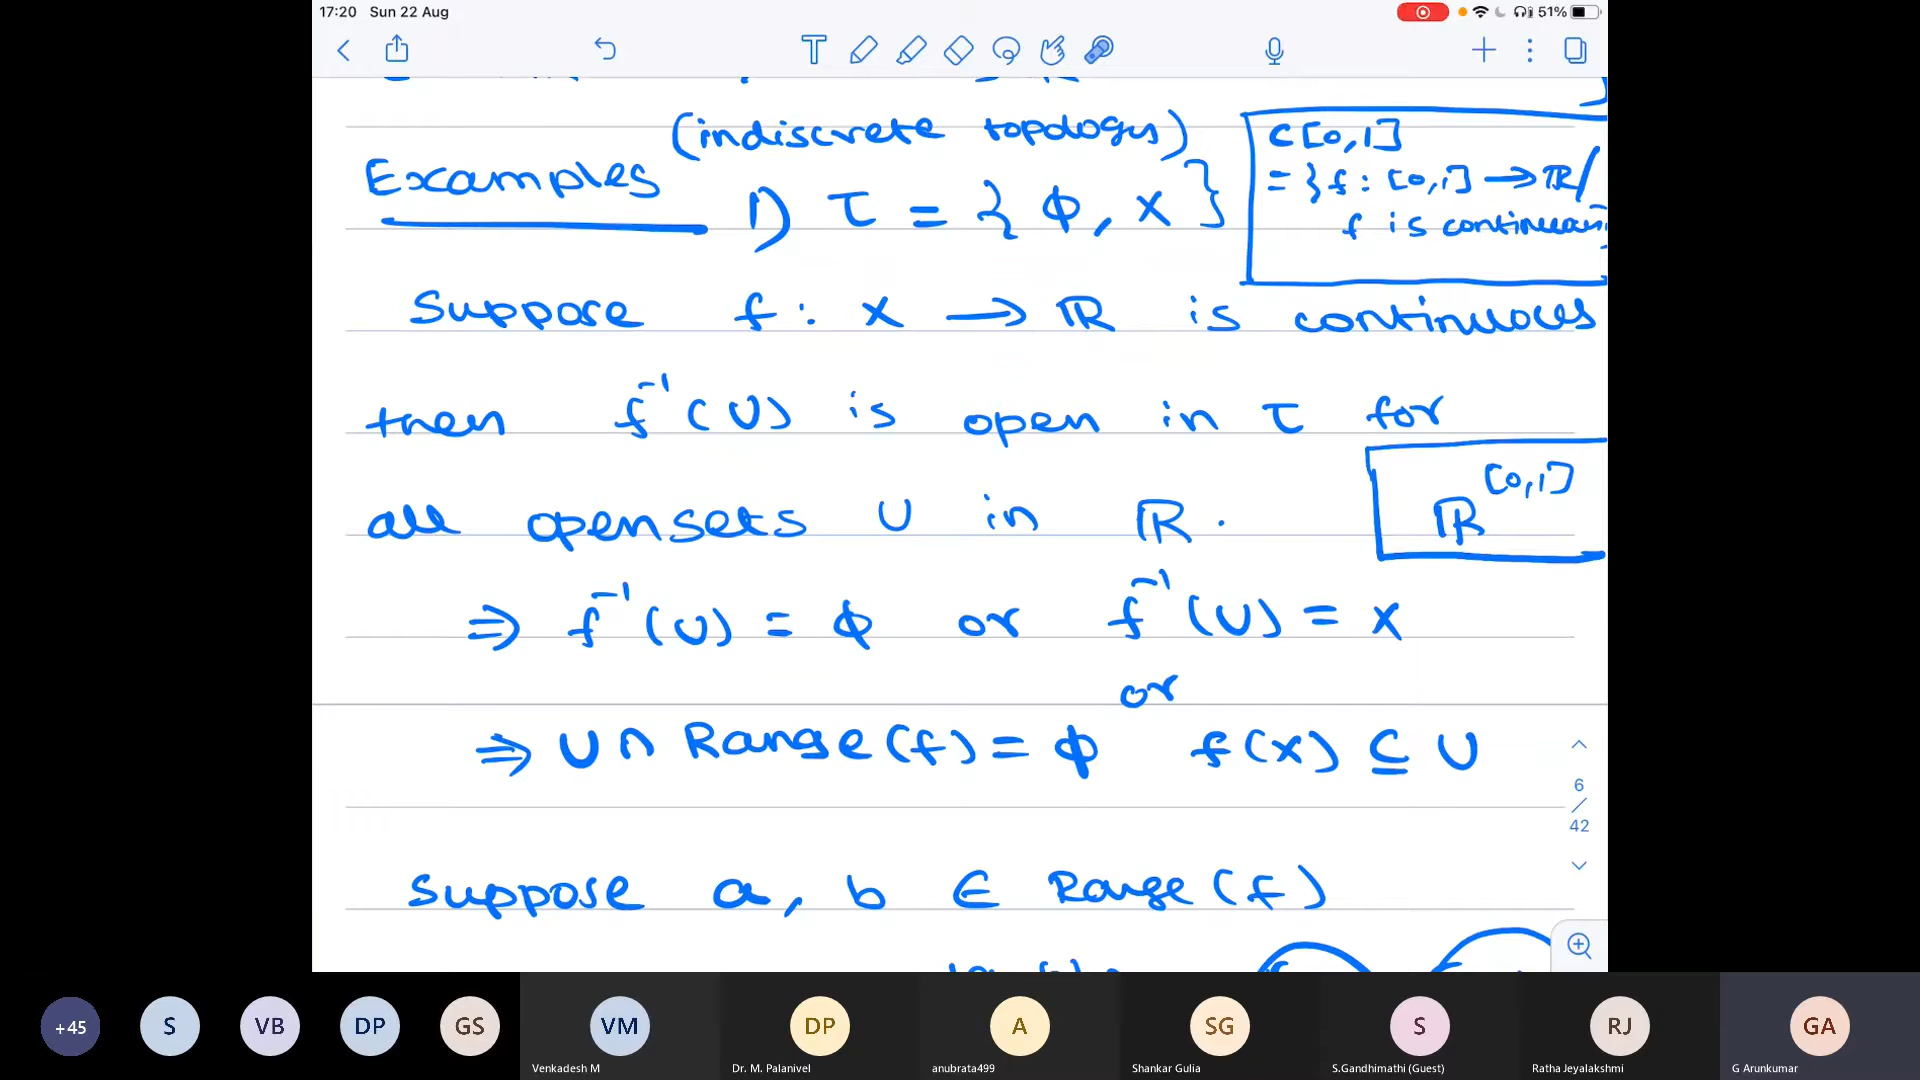 17:20 Sun 22 Aug
51%
(indiscrete topology)
Examples 1) τ = { φ, X }
C[0,1]
= { f : [0,1] → ℝ /
f is continuous
Suppose f : X → ℝ is continuous
then f⁻¹(U) is open in τ for
all open sets U in ℝ.
ℝ^[0,1]
⇒ f⁻¹(U) = φ or f⁻¹(U) = X
or
⇒ U ∩ Range(f) = φ f(X) ⊆ U
6
/
42
Suppose a, b ∈ Range(f)
+45 S VB DP GS VM DP A SG S RJ GA
Venkadesh M Dr. M. Palanivel anubrata499 Shankar Gulia S.Gandhimathi (Guest) Ratha Jeyalakshmi G Arunkumar